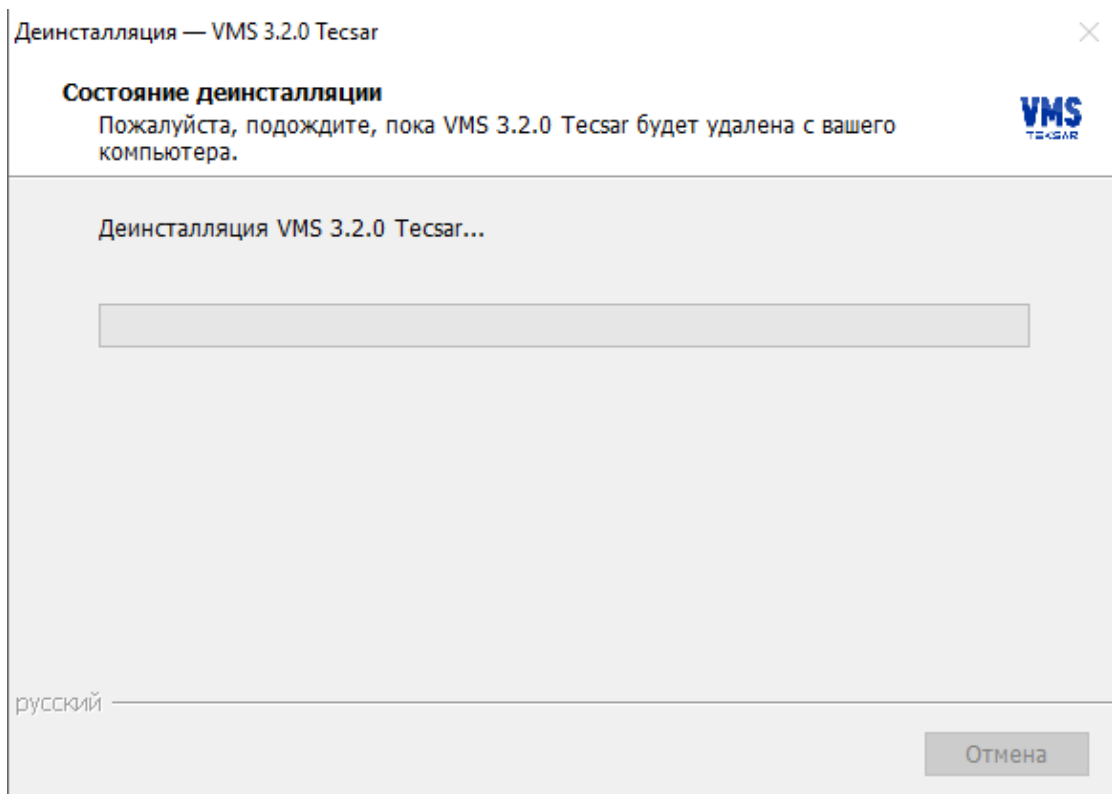 Деинсталляция — VMS 3.2.0 Tecsar
Состояние деинсталляции
Пожалуйста, подождите, пока VMS 3.2.0 Tecsar будет удалена с вашего
компьютера.
VMS
TEKSAR
Деинсталляция VMS 3.2.0 Tecsar...
русский
Отмена